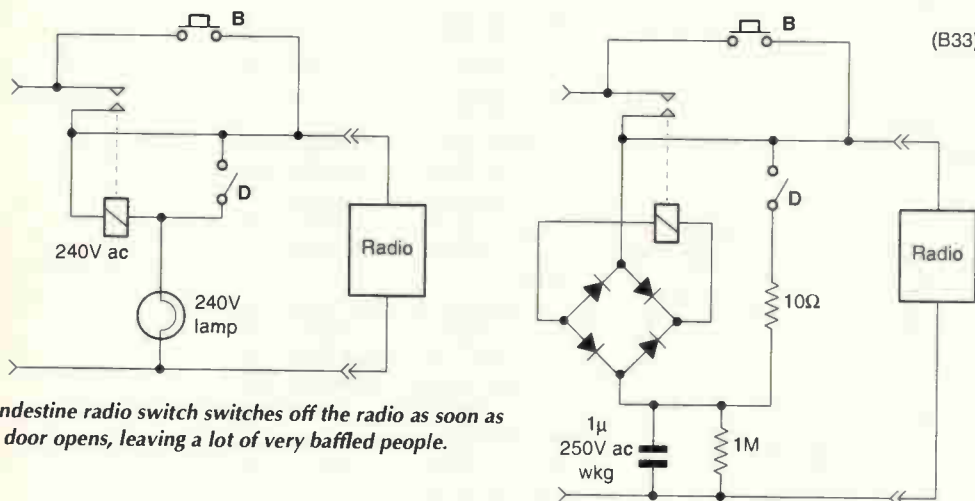 B
D
240V ac
240V
lamp
Radio
ndestine radio switch switches off the radio as soon as
door opens, leaving a lot of very baffled people.
B
(B33)
D
10Ω
Radio
1μ
250V ac
wkg
1M